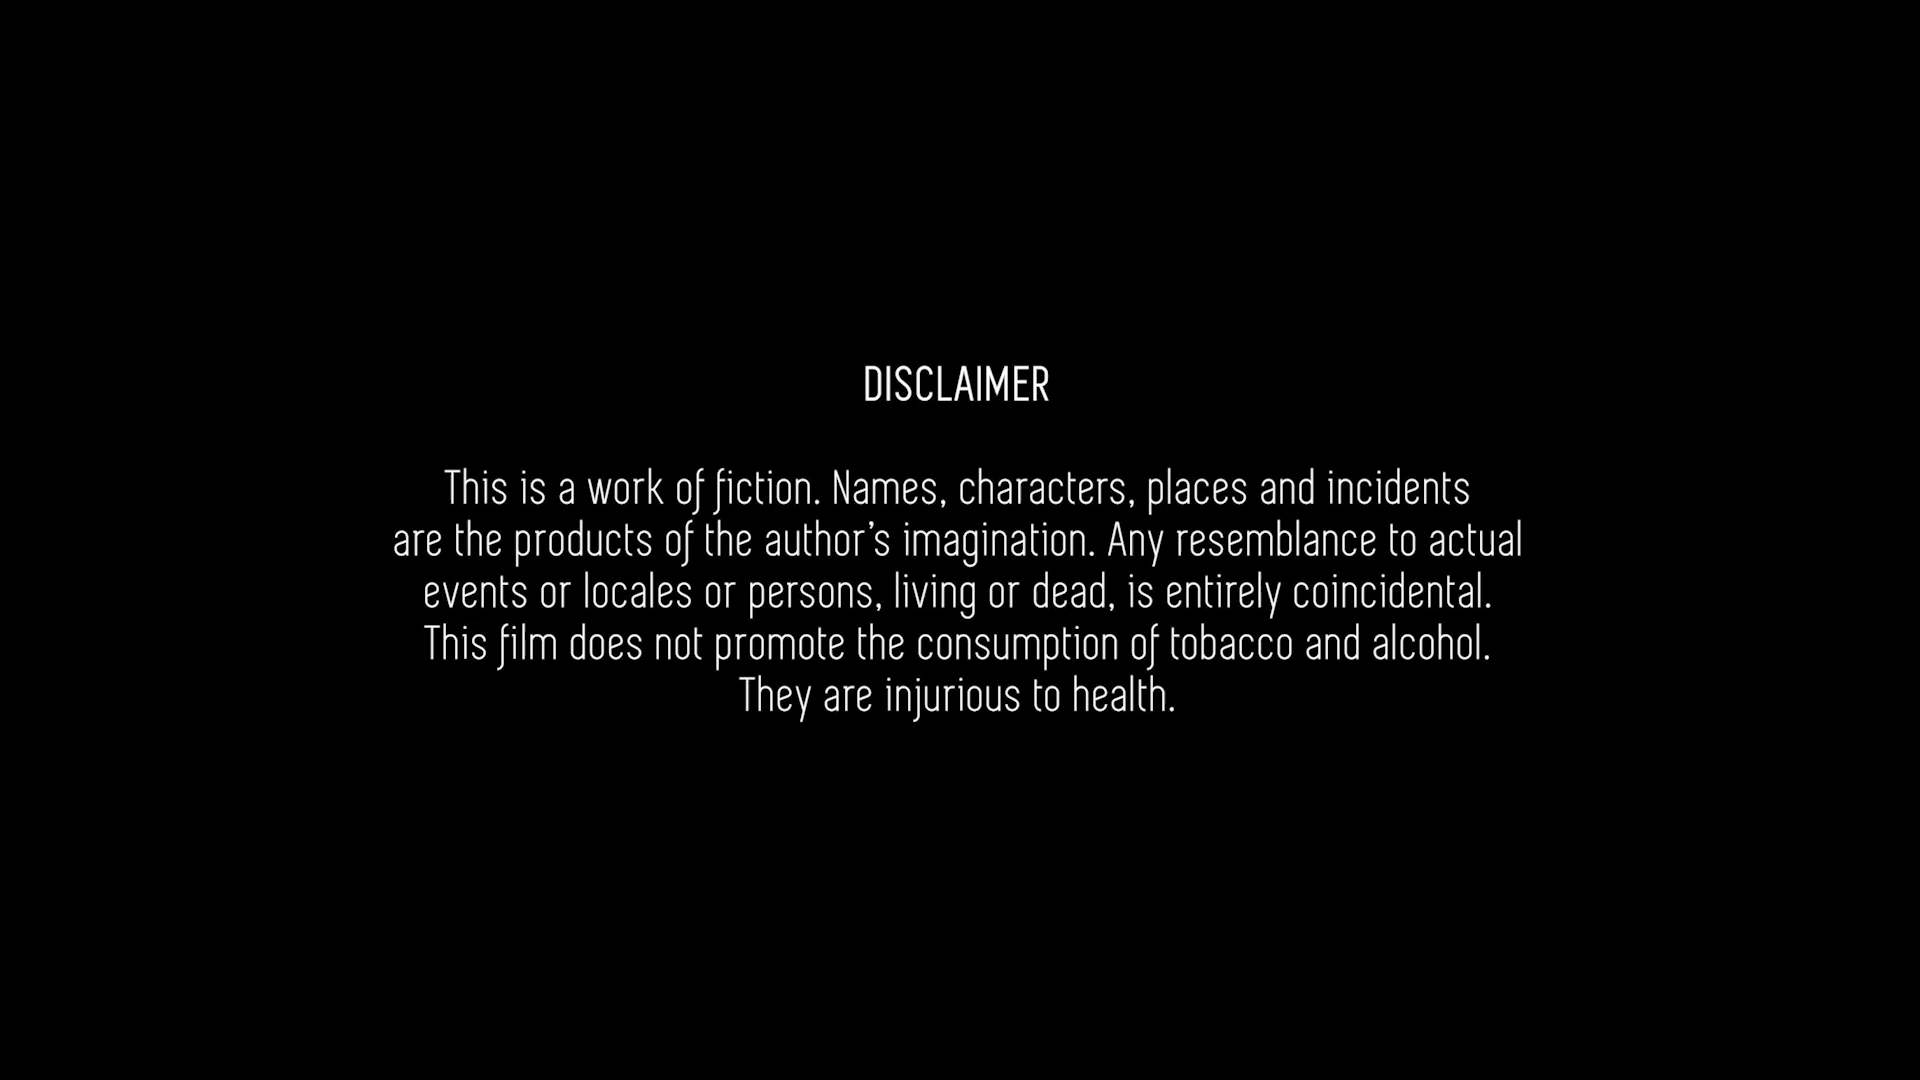 DISCLAIMER
This is a work of fiction. Names, characters, places and incidents
are the products of the author's imagination. Any resemblance to actual
events or locales or persons, living or dead, is entirely coincidental.
This film does not promote the consumption of tobacco and alcohol.
They are injurious to health.